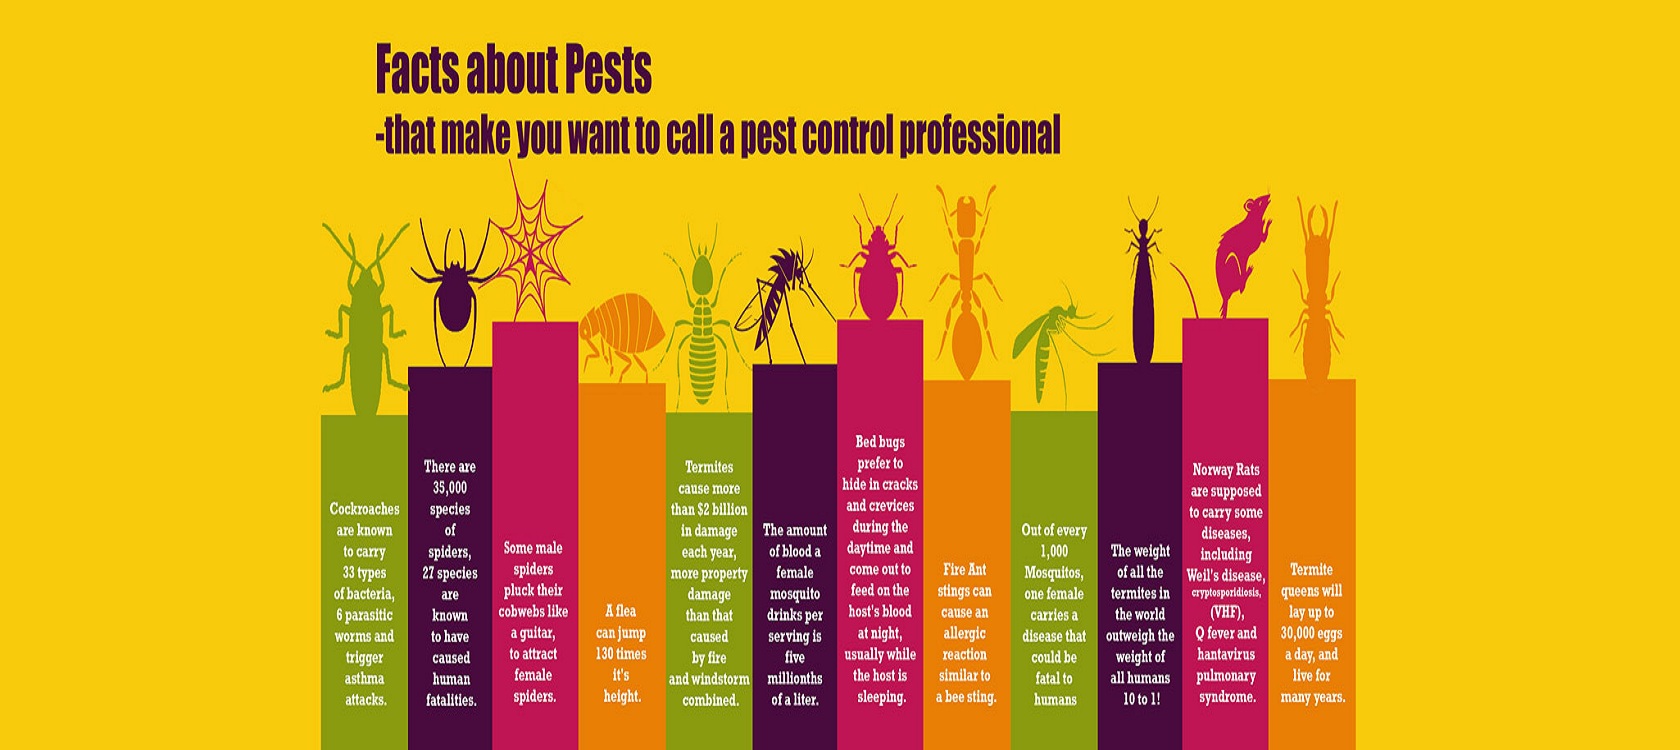 Facts about Pests
-that make you want to call a pest control professional
Cockroaches
are known
to carry
33 types
of bacteria,
6 parasitic
worms and
trigger
asthma
attacks.
There are
35,000
species
of
spiders,
27 species
are
known
to have
caused
human
fatalities.
Some male
spiders
pluck their
cobwebs like
a guitar,
to attract
female
spiders.
A flea
can jump
130 times
it's
height.
Termites
cause more
than $2 billion
in damage
each year,
more property
damage
than that
caused
by fire
and windstorm
combined.
The amount
of blood a
female
mosquito
drinks per
serving is
five
millionths
of a liter.
Bed bugs
prefer to
hide in cracks
and crevices
during the
daytime and
come out to
feed on the
host's blood
at night,
usually while
the host is
sleeping.
Fire Ant
stings can
cause an
allergic
reaction
similar to
a bee sting.
Out of every
1,000
Mosquitos,
one female
carries a
disease that
could be
fatal to
humans
The weight
of all the
termites in
the world
outweigh the
weight of
all humans
10 to 1!
Norway Rats
are supposed
to carry some
diseases,
including
Weil's disease,
cryptosporidiosis,
(VHF),
Q fever and
hantavirus
pulmonary
syndrome.
Termite
queens will
lay up to
30,000 eggs
a day, and
live for
many years.